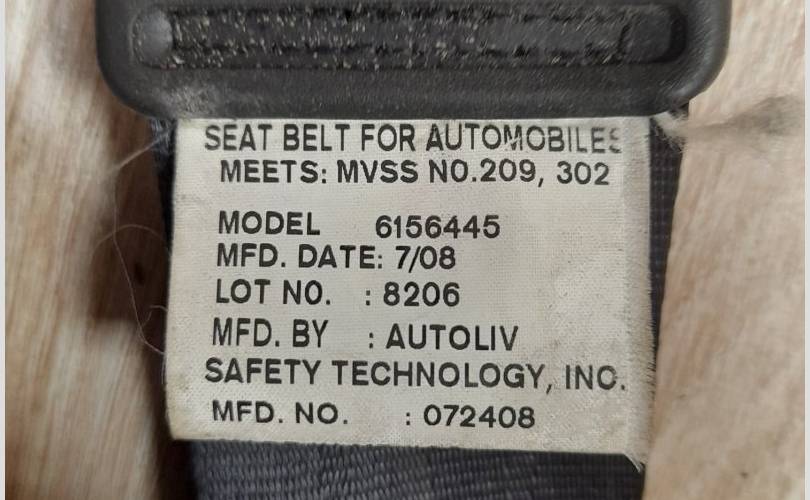 SEAT BELT FOR AUTOMOBILES
MEETS: MVSS NO.209, 302
MODEL 6156445
MFD. DATE: 7/08
LOT NO. : 8206
MFD. BY : AUTOLIV
SAFETY TECHNOLOGY, INC.
MFD. NO. : 072408